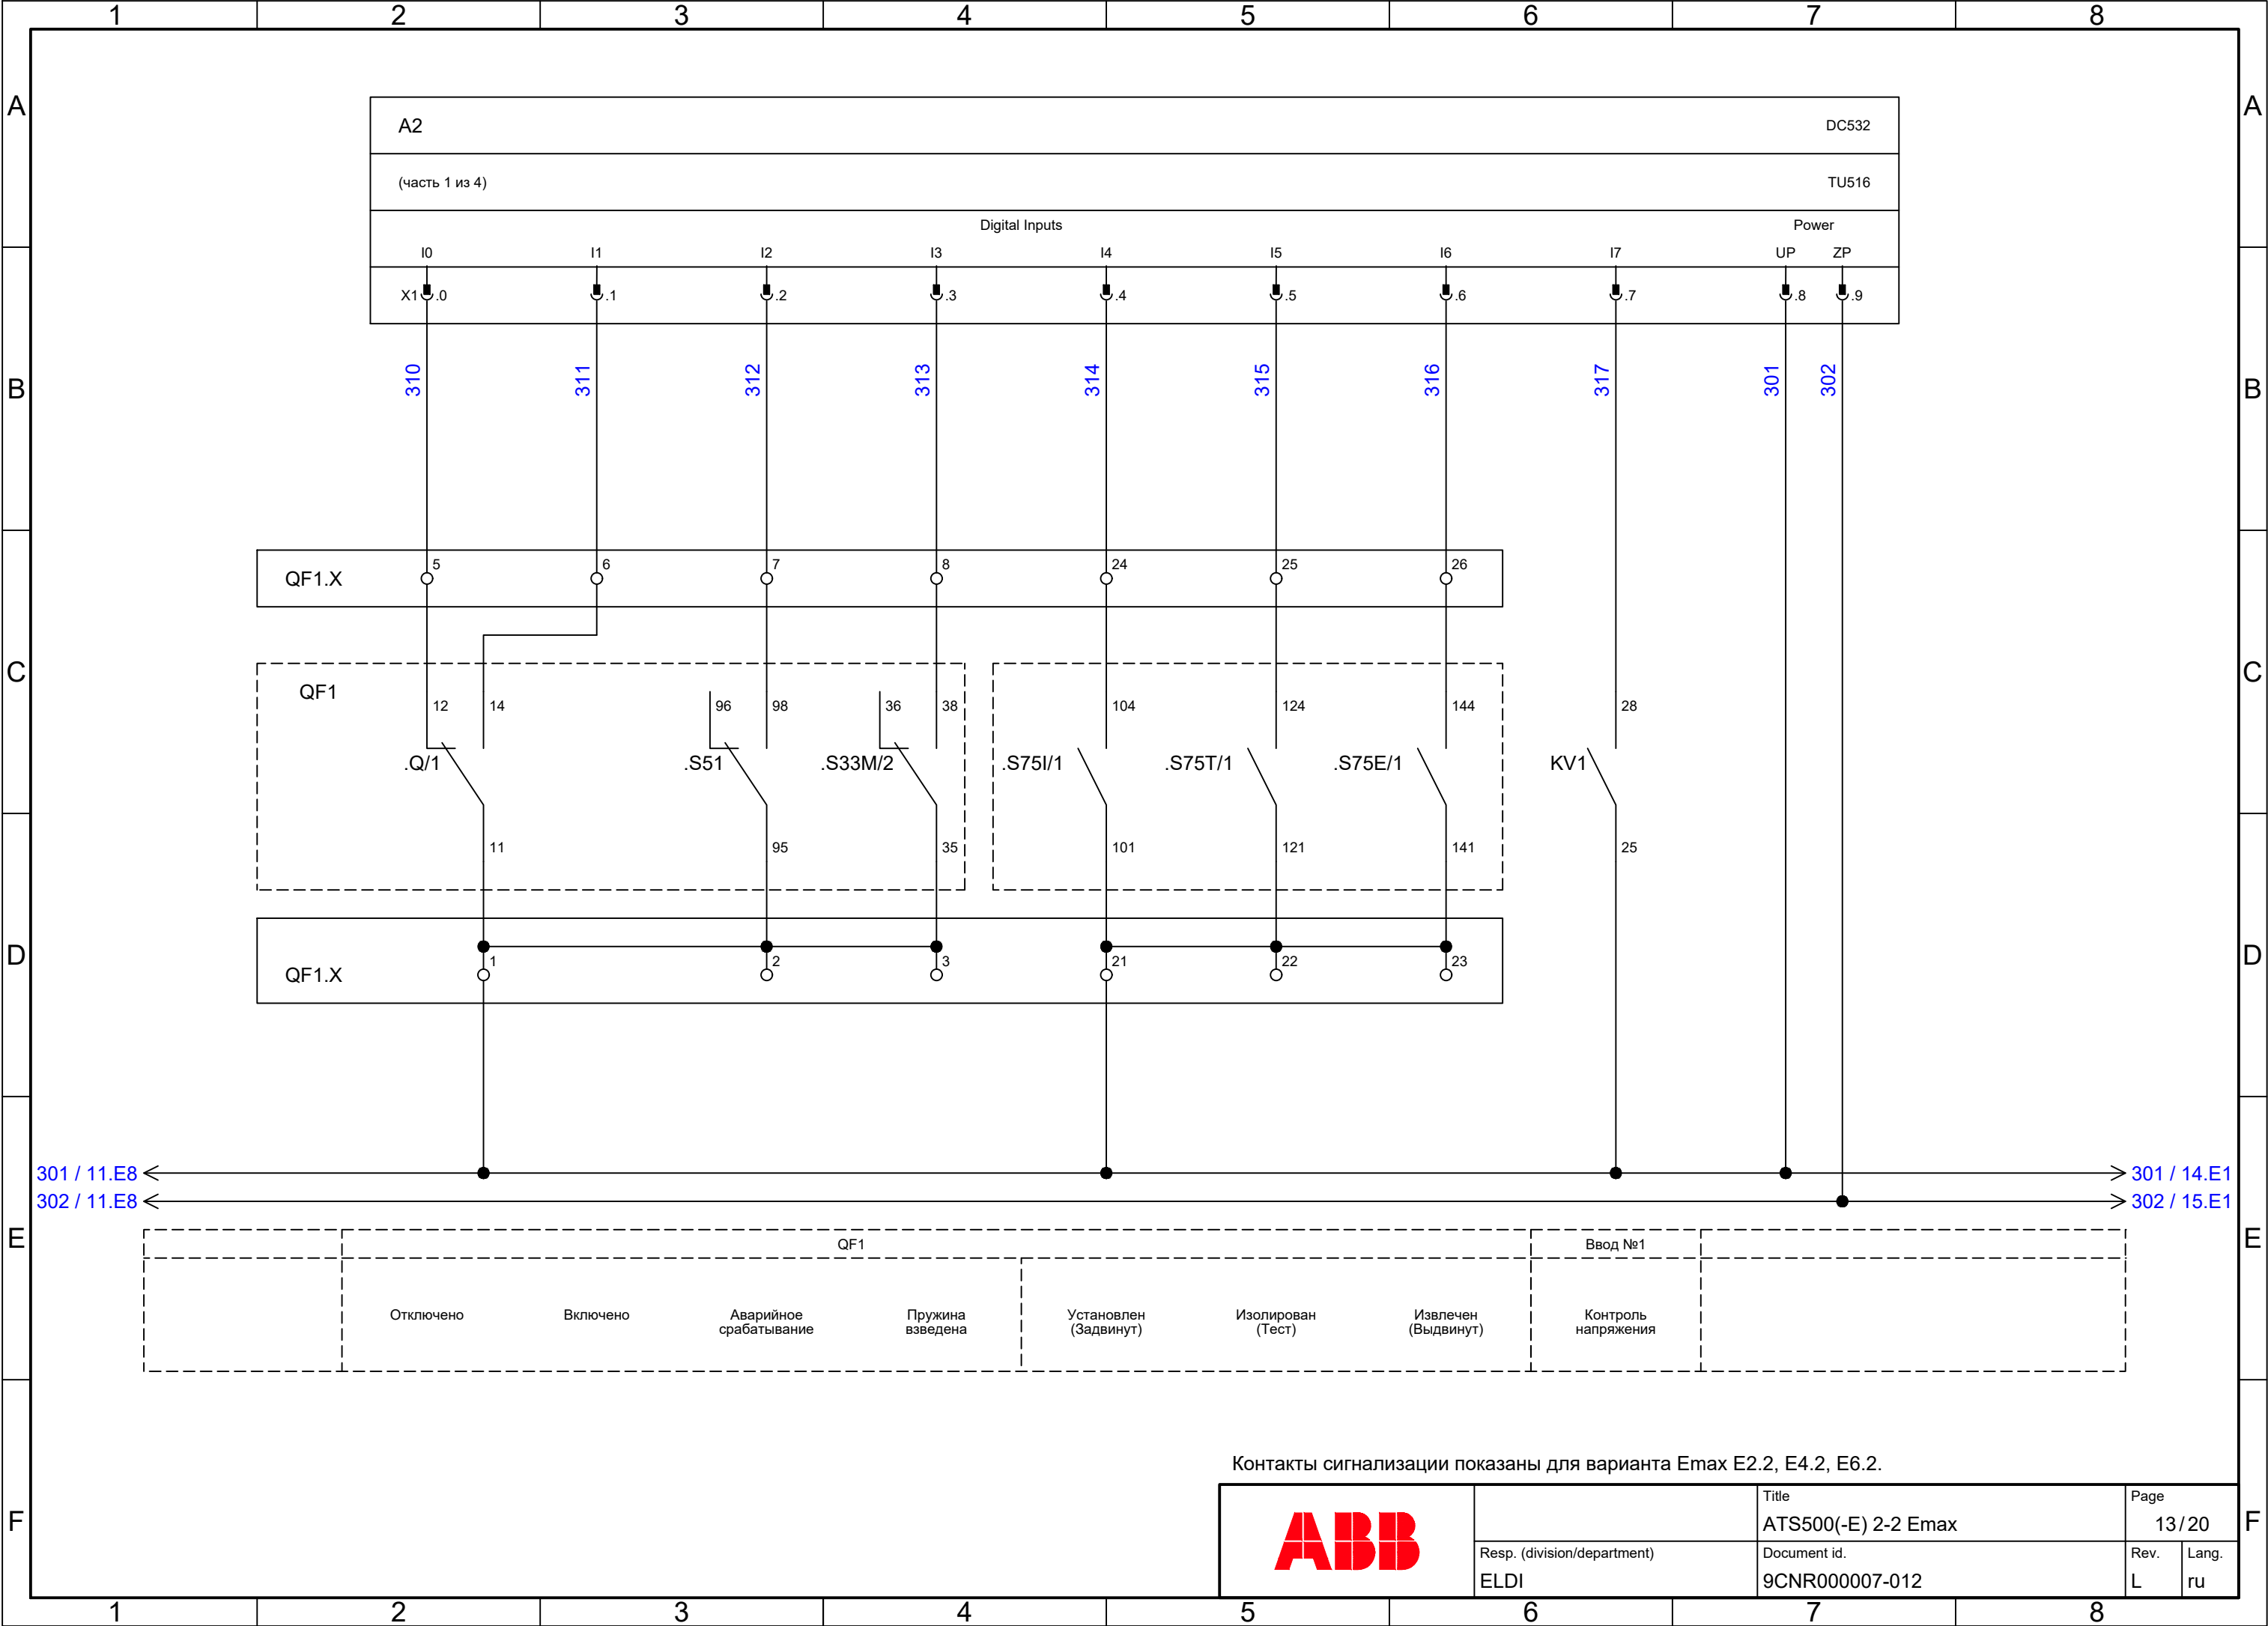 1 2 3 4 5 6 7 8
A A
A2 DC532
(часть 1 из 4) TU516
Digital Inputs Power
I0 I1 I2 I3 I4 I5 I6 I7 UP ZP
X1 .0 .1 .2 .3 .4 .5 .6 .7 .8 .9
310 311 312 313 314 315 316 317 301 302
B B
QF1.X 5 6 7 8 24 25 26
C C
QF1
12 14 96 98 36 38 104 124 144 28
.Q/1 .S51 .S33M/2 .S75I/1 .S75T/1 .S75E/1 KV1
11 95 35 101 121 141 25
D D
QF1.X 1 2 3 21 22 23
301 / 11.E8 301 / 14.E1
302 / 11.E8 302 / 15.E1
E E
QF1 Ввод №1
Отключено Включено Аварийное Пружина Установлен Изолирован Извлечен Контроль
срабатывание взведена (Задвинут) (Тест) (Выдвинут) напряжения
Контакты сигнализации показаны для варианта Emax E2.2, E4.2, E6.2.
F F
ABB
Title Page
ATS500(-E) 2-2 Emax 13/20
Resp. (division/department) Document id. Rev. Lang.
ELDI 9CNR000007-012 L ru
1 2 3 4 5 6 7 8